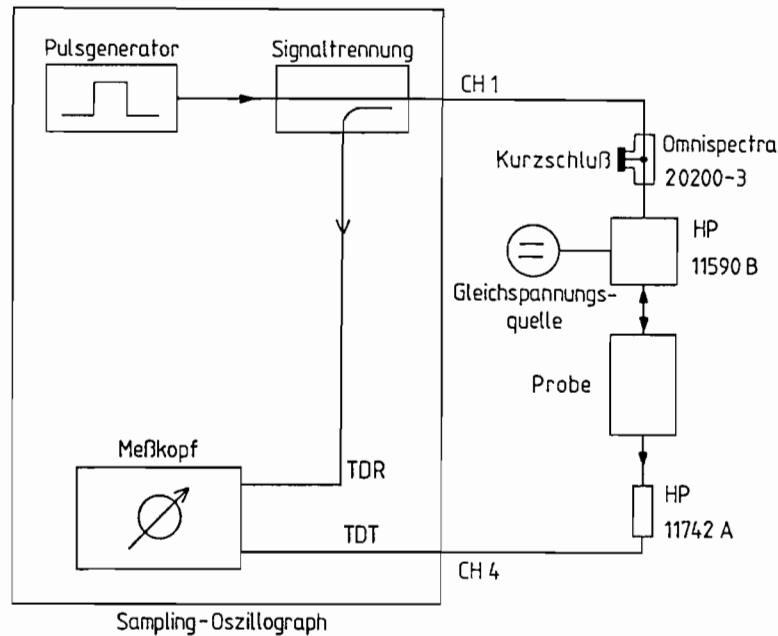 Pulsgenerator
Signaltrennung
CH 1
Kurzschluß
Omnispectra
20200-3
HP
11590 B
Gleichspannungs-
quelle
Probe
Meßkopf
TDR
TDT
HP
11742 A
CH 4
Sampling-Oszillograph